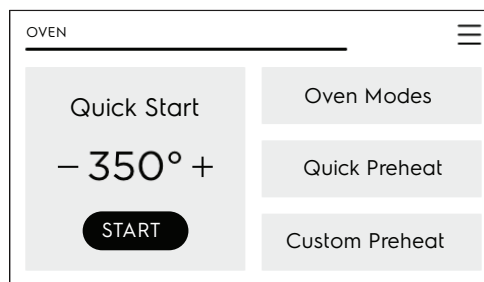 OVEN
Quick Start
− 350° +
START
Oven Modes
Quick Preheat
Custom Preheat